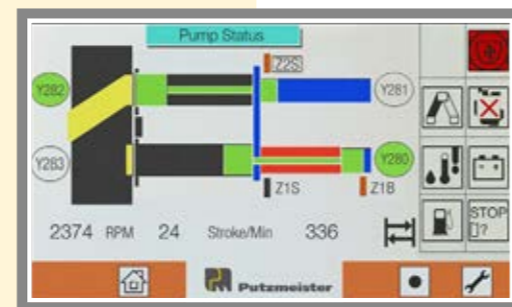 Pump Status
Z2S
Y282
Y281
Y283
Y280
Z1S
Z1B
2374 RPM 24 Stroke/Min 336
STOP
?
Putzmeister